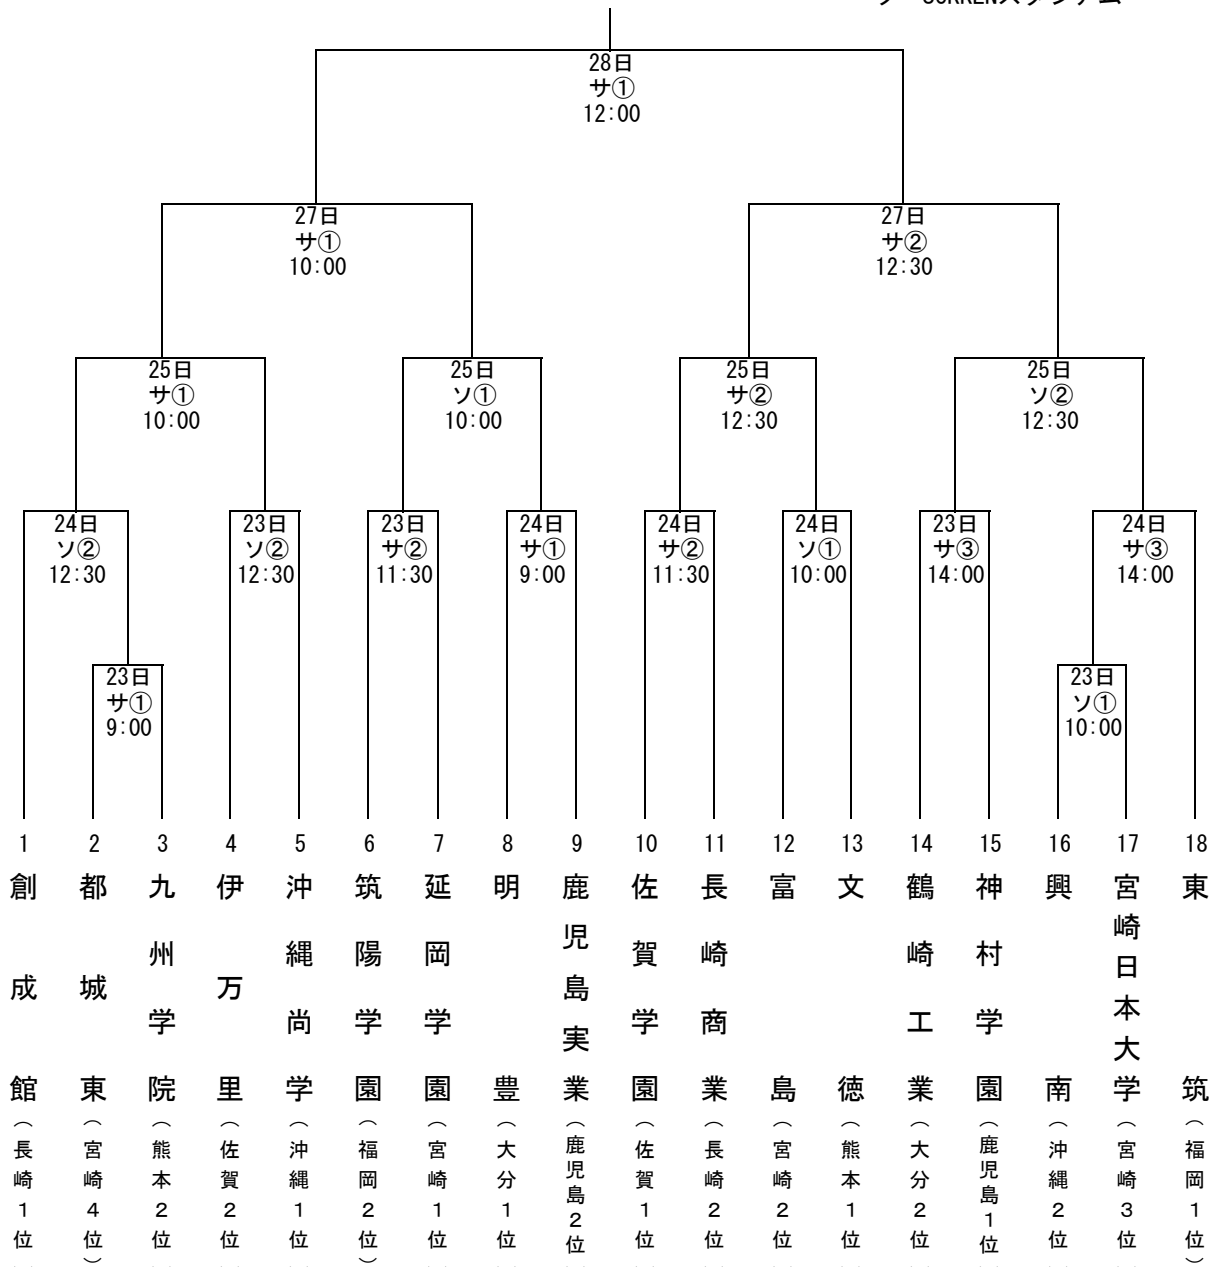 28日
サ①
12:00
27日
サ①
10:00
27日
サ②
12:30
25日
サ①
10:00
25日
ソ①
10:00
25日
サ②
12:30
25日
ソ②
12:30
24日
ソ②
12:30
23日
ソ②
12:30
23日
サ②
11:30
24日
サ①
9:00
24日
サ②
11:30
24日
ソ①
10:00
23日
サ③
14:00
24日
サ③
14:00
23日
サ①
9:00
23日
ソ①
10:00
1 2 3 4 5 6 7 8 9 10 11 12 13 14 15 16 17 18
創成館(長崎1位
都城東(宮崎4位)
九州学院(熊本2位
伊万里(佐賀2位
沖縄尚学(沖縄1位
筑陽学園(福岡2位)
延岡学園(宮崎1位
明豊(大分1位
鹿児島実業(鹿児島2位
佐賀学園(佐賀1位
長崎商業(長崎2位
富島(宮崎2位
文徳(熊本1位
鶴崎工業(大分2位
神村学園(鹿児島1位
興南(沖縄2位
宮崎日本大学(宮崎3位
東筑(福岡1位)